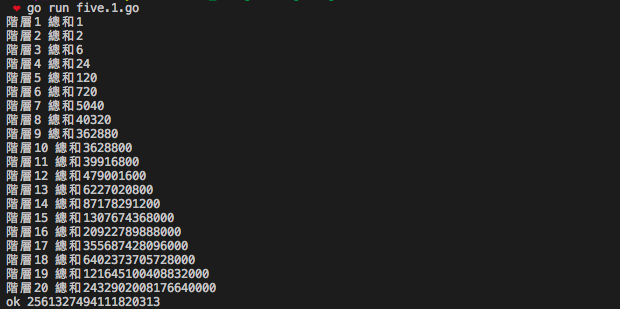 go run five.1.go
階層1 總和1
階層2 總和2
階層3 總和6
階層4 總和24
階層5 總和120
階層6 總和720
階層7 總和5040
階層8 總和40320
階層9 總和362880
階層10 總和3628800
階層11 總和39916800
階層12 總和479001600
階層13 總和6227020800
階層14 總和87178291200
階層15 總和1307674368000
階層16 總和20922789888000
階層17 總和355687428096000
階層18 總和6402373705728000
階層19 總和121645100408832000
階層20 總和2432902008176640000
ok 2561327494111820313